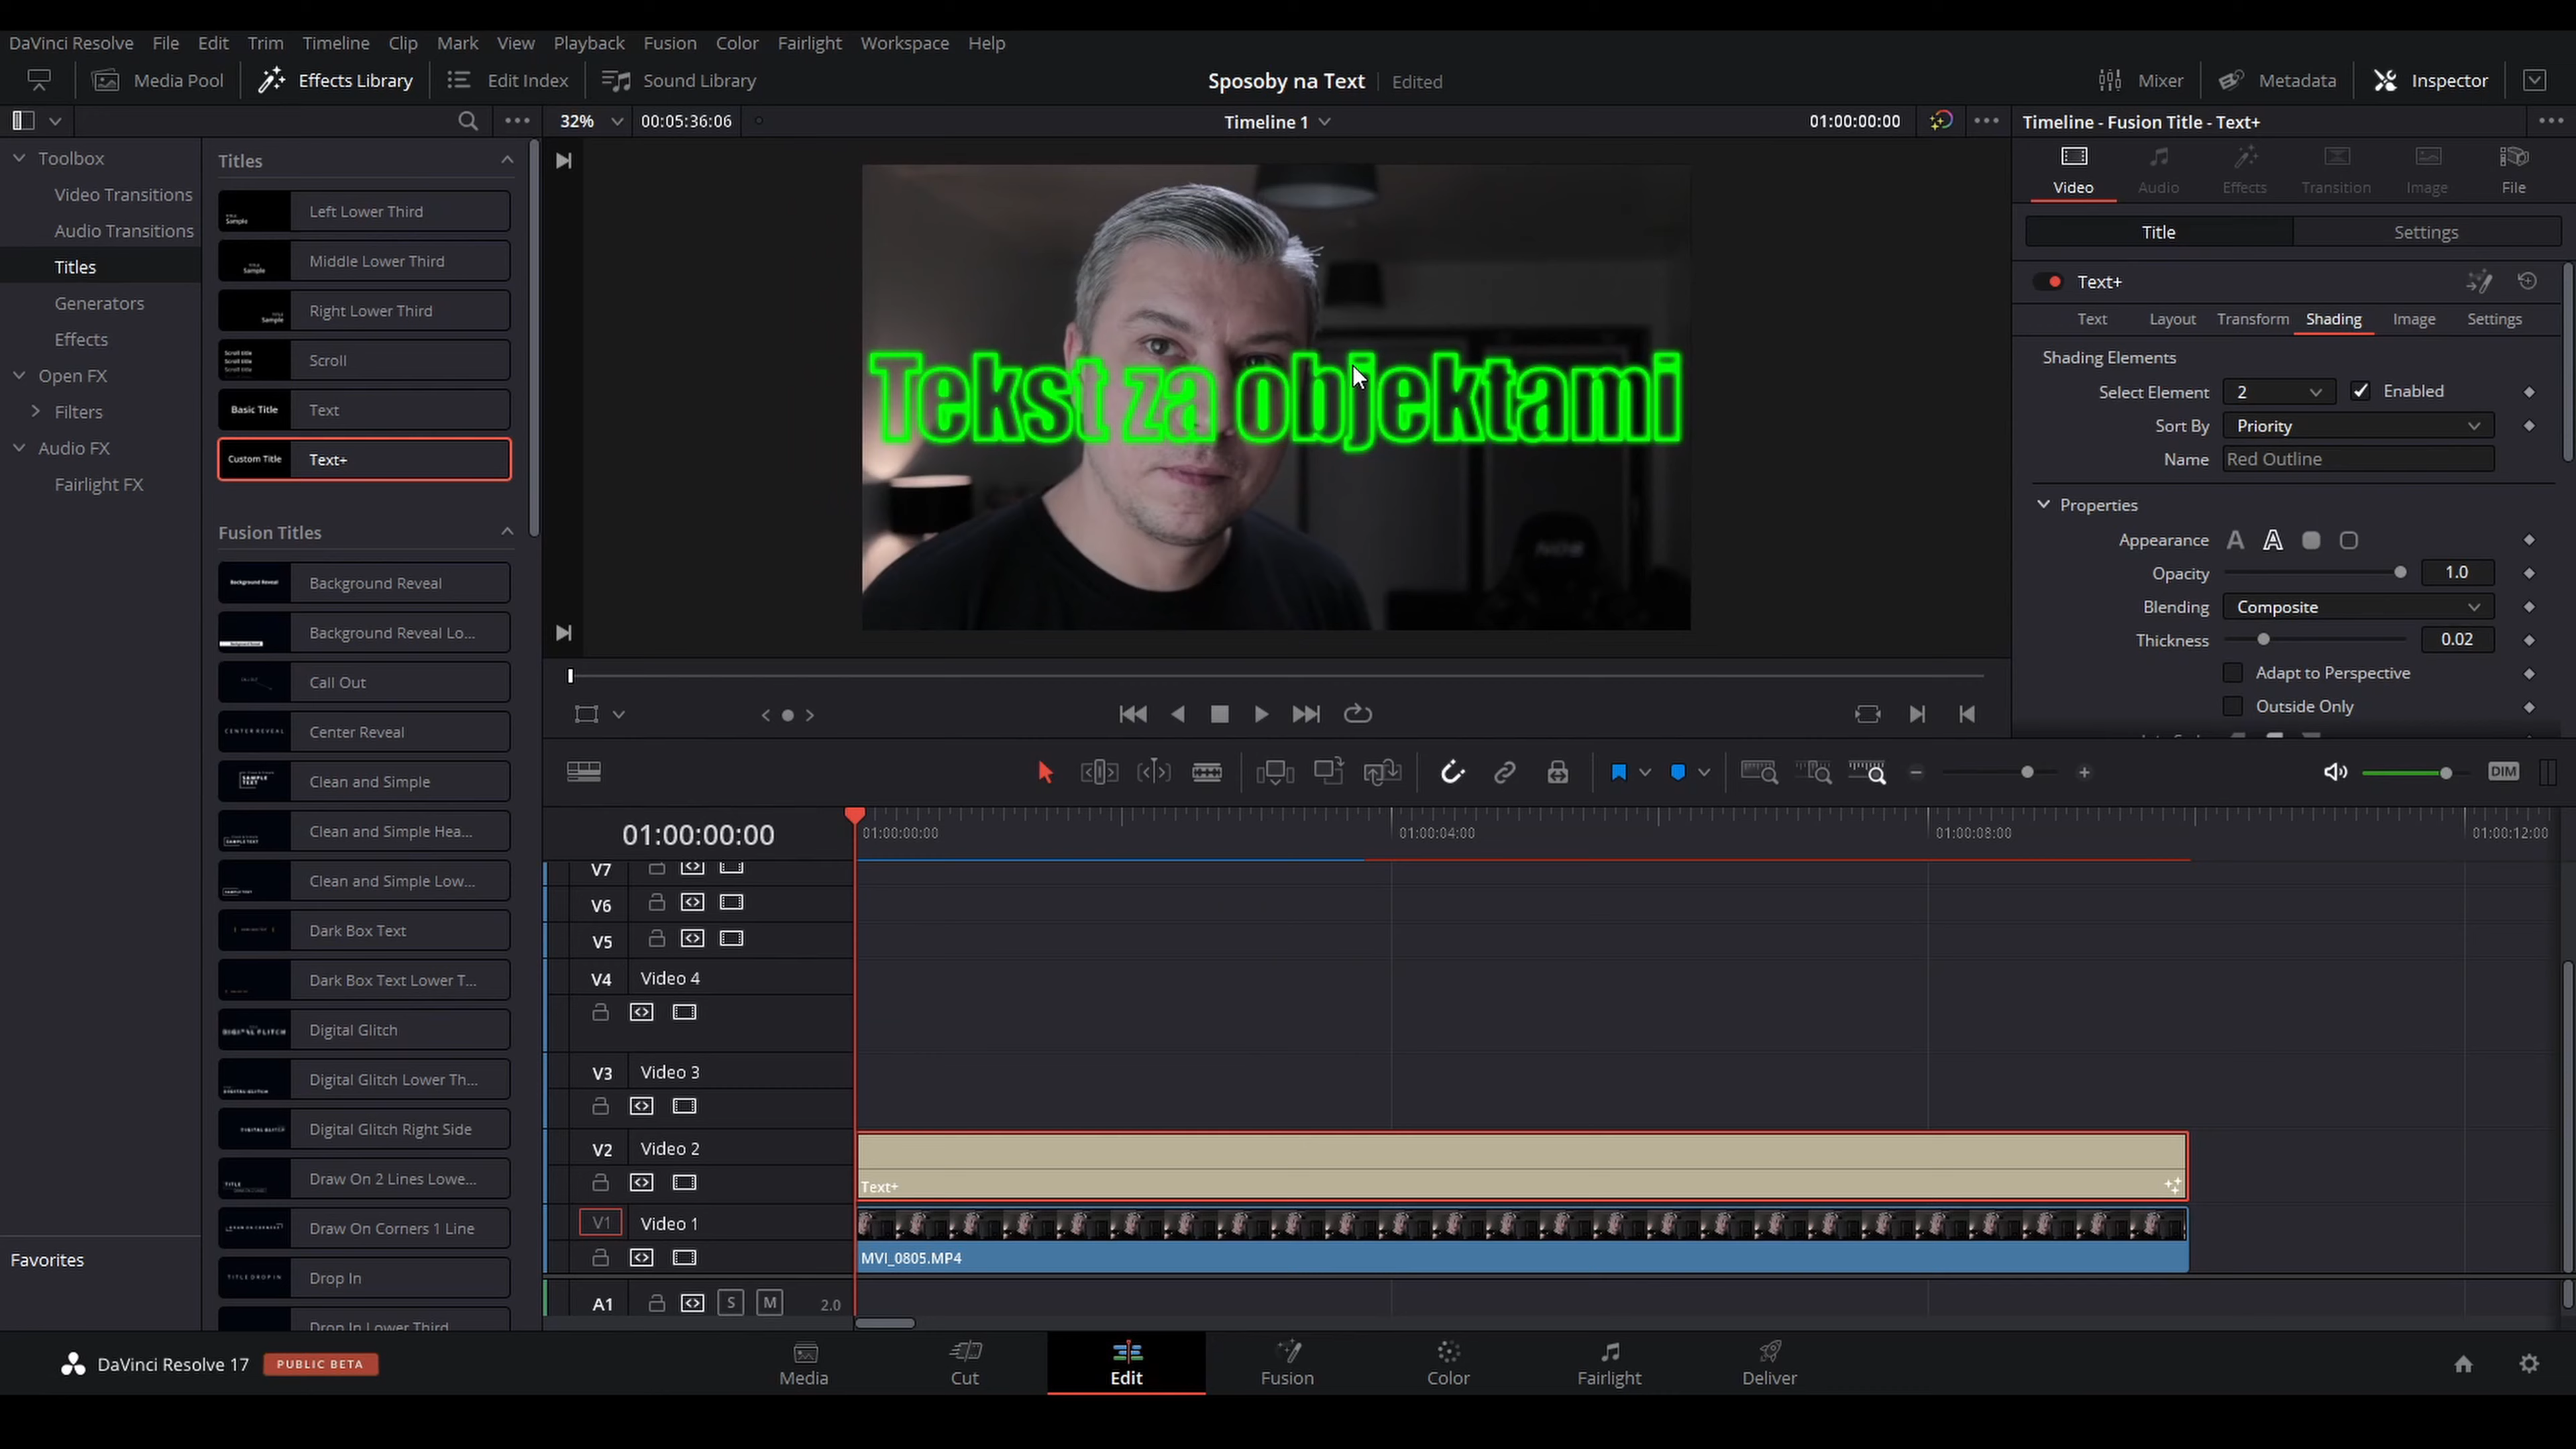 DaVinci Resolve File Edit Trim Timeline Clip Mark View Playback Fusion Color Fairlight Workspace Help
Media Pool Effects Library Edit Index Sound Library Sposoby na Text Edited Mixer Metadata Inspector
32% 00:05:36:06 Timeline 1 01:00:00:00 Timeline - Fusion Title - Text+
Toolbox
Video Transitions
Audio Transitions
Titles
Generators
Effects
Open FX
Filters
Audio FX
Fairlight FX
Favorites
Titles
Left Lower Third
Middle Lower Third
Right Lower Third
Scroll
Basic Title Text
Custom Title Text+
Fusion Titles
Background Reveal
Background Reveal Lo...
Call Out
Center Reveal
Clean and Simple
Clean and Simple Hea...
Clean and Simple Low...
Dark Box Text
Dark Box Text Lower T...
Digital Glitch
Digital Glitch Lower Th...
Digital Glitch Right Side
Draw On 2 Lines Lowe...
Draw On Corners 1 Line
Drop In
Drop In Lower Third
Tekst za objektami
Video Audio Effects Transition Image File
Title Settings
Text+
Text Layout Transform Shading Image Settings
Shading Elements
Select Element 2 Enabled
Sort By Priority
Name Red Outline
Properties
Appearance
Opacity 1.0
Blending Composite
Thickness 0.02
Adapt to Perspective
Outside Only
DIM
01:00:00:00 01:00:00:00 01:00:04:00 01:00:08:00 01:00:12:00
V7
V6
V5
V4 Video 4
V3 Video 3
V2 Video 2
Text+
V1 Video 1
MVI_0805.MP4
A1 S M 2.0
DaVinci Resolve 17 PUBLIC BETA Media Cut Edit Fusion Color Fairlight Deliver